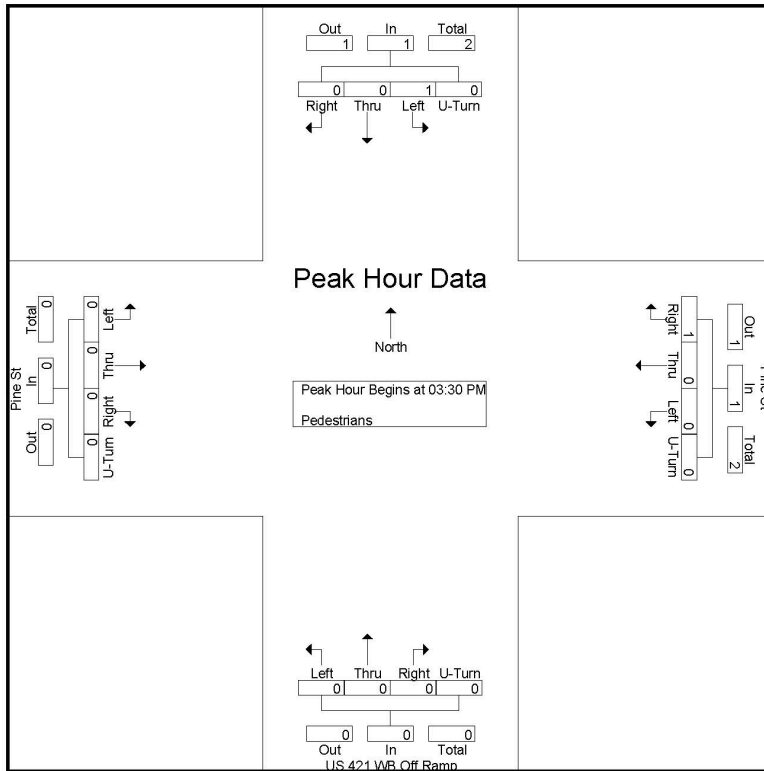 Out In Total
1 1 2
0 0 1 0
Right Thru Left U-Turn
Peak Hour Data
North
Peak Hour Begins at 03:30 PM
Pedestrians
Pine St
Total In Out
0 0 0
0 0 0 0
Left Thru Right U-Turn
Right Thru Left U-Turn
1 0 0 0
Out In Total
1 1 2
Pine St
Left Thru Right U-Turn
0 0 0 0
0 0 0
Out In Total
US 421 WB Off Ramp